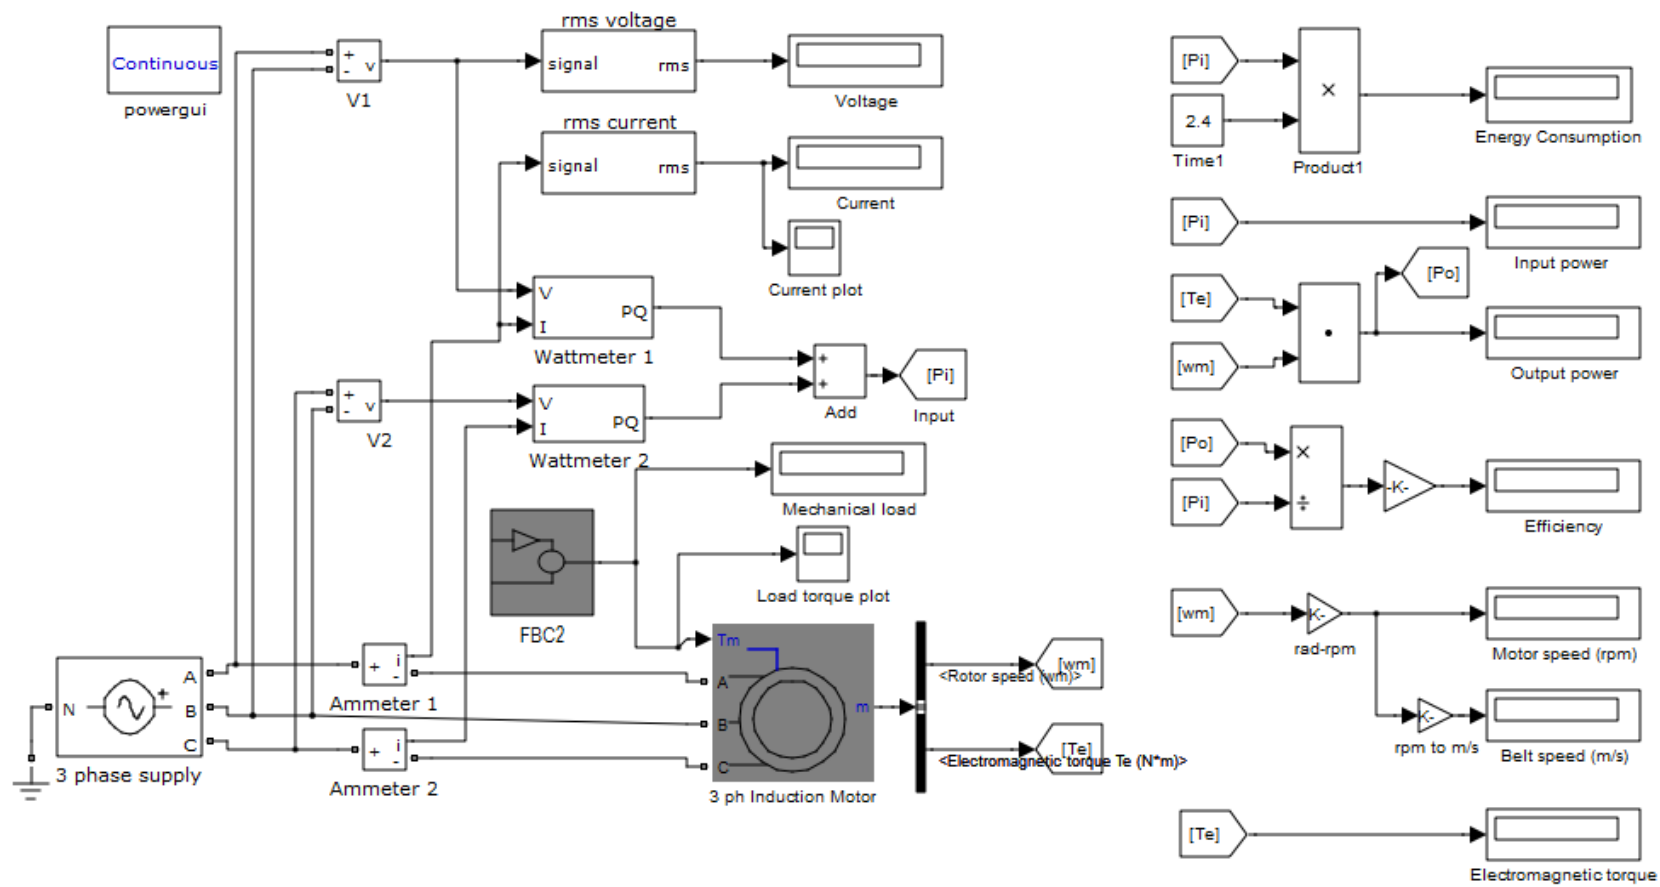 Continuous
powergui
+
-
v
V1
rms voltage
signal
rms
Voltage
rms current
signal
rms
Current
Current plot
V
I
PQ
Wattmeter 1
+
-
v
V2
V
I
PQ
Wattmeter 2
+
+
Add
[Pi]
Input
Mechanical load
FBC2
Load torque plot
N
A
B
C
+
3 phase supply
+
i
-
Ammeter 1
+
i
-
Ammeter 2
Tm
A
B
C
m
3 ph Induction Motor
[wm]
<Rotor speed (wm)>
[Te]
<Electromagnetic torque Te (N*m)>
[Pi]
2.4
Time1
×
Product1
Energy Consumption
[Pi]
Input power
[Te]
[wm]
[Po]
Output power
[Po]
[Pi]
×
÷
-K-
Efficiency
[wm]
K-
rad-rpm
Motor speed (rpm)
K-
rpm to m/s
Belt speed (m/s)
[Te]
Electromagnetic torque